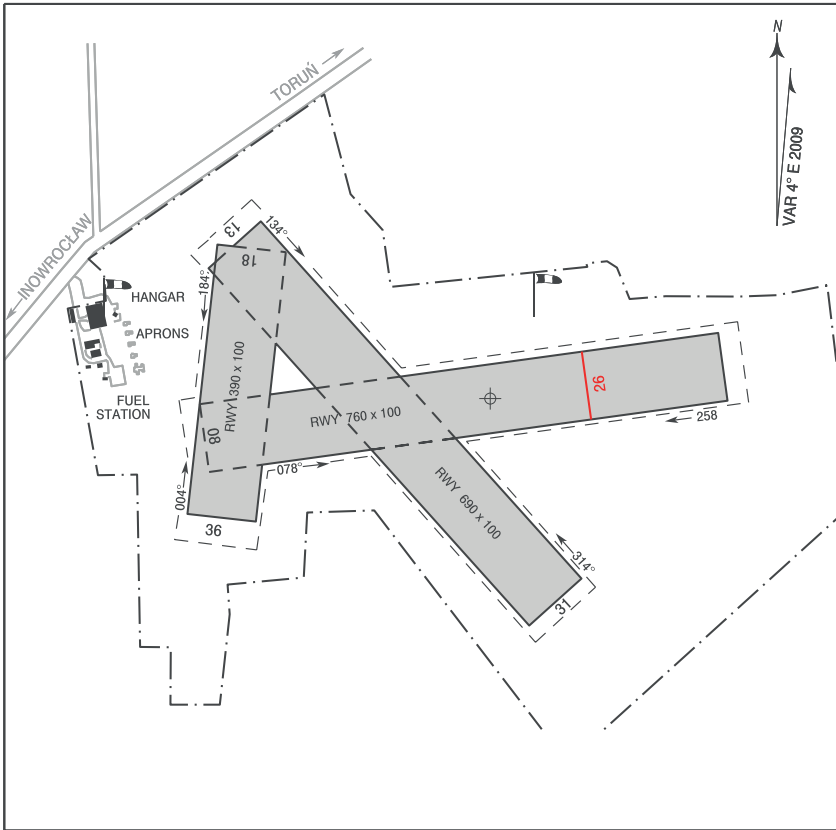 N
VAR 4° E 2009
TORUŃ
INOWROCŁAW
13
134°
18
184°
HANGAR
APRONS
FUEL
STATION
RWY 390 x 100
RWY 760 x 100
26
258
08
078°
004°
36
RWY 690 x 100
314°
31